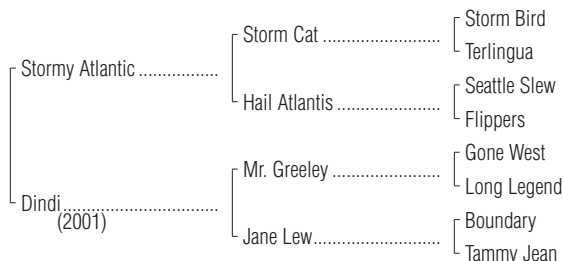 Storm Bird
Storm Cat ........................
Terlingua
Stormy Atlantic ................
Seattle Slew
Hail Atlantis .....................
Flippers
Gone West
Mr. Greeley ......................
Long Legend
Dindi...............................
(2001)
Boundary
Jane Lew.........................
Tammy Jean